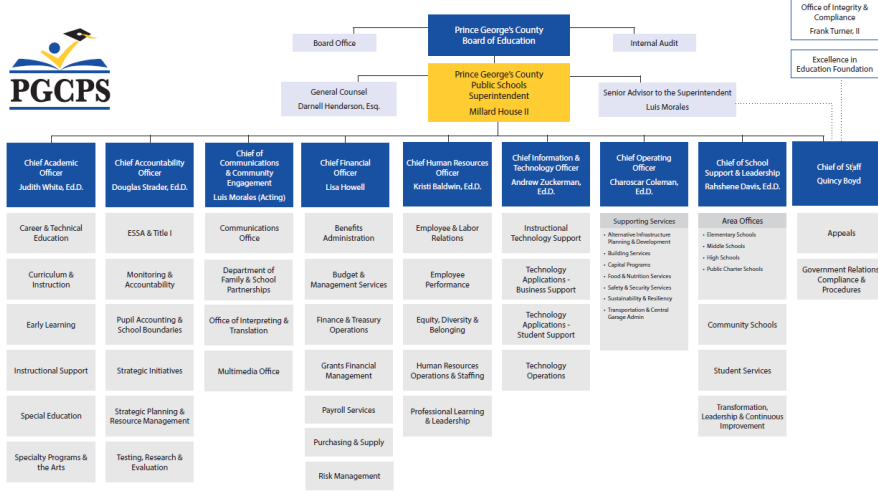 Office of Integrity &
Compliance
Frank Turner, II
Prince George's County
Board of Education
Board Office
Internal Audit
Excellence in
Education Foundation
PGCPS
Prince George's County
Public Schools
Superintendent
Millard House II
General Counsel
Darnell Henderson, Esq.
Senior Advisor to the Superintendent
Luis Morales
Chief Academic
Officer
Judith White, Ed.D.
Career & Technical
Education
Curriculum &
Instruction
Early Learning
Instructional Support
Special Education
Specialty Programs &
the Arts
Chief Accountability
Officer
Douglas Strader, Ed.D.
ESSA & Title I
Monitoring &
Accountability
Pupil Accounting &
School Boundaries
Strategic Initiatives
Strategic Planning &
Resource Management
Testing, Research &
Evaluation
Chief of
Communications
& Community
Engagement
Luis Morales (Acting)
Communications
Office
Department of
Family & School
Partnerships
Office of Interpreting &
Translation
Multimedia Office
Chief Financial
Officer
Lisa Howell
Benefits
Administration
Budget &
Management Services
Finance & Treasury
Operations
Grants Financial
Management
Payroll Services
Purchasing & Supply
Risk Management
Chief Human Resources
Officer
Kristi Baldwin, Ed.D.
Employee & Labor
Relations
Employee
Performance
Equity, Diversity &
Belonging
Human Resources
Operations & Staffing
Professional Learning
& Leadership
Chief Information &
Technology Officer
Andrew Zuckerman,
Ed.D.
Instructional
Technology Support
Technology
Applications -
Business Support
Technology
Applications -
Student Support
Technology
Operations
Chief Operating
Officer
Charoscar Coleman,
Ed.D.
Supporting Services
• Alternative Infrastructure
Planning & Development
• Building Services
• Capital Programs
• Food & Nutrition Services
• Safety & Security Services
• Sustainability & Resiliency
• Transportation & Central
Garage Admin
Chief of School
Support & Leadership
Rahshene Davis, Ed.D.
Area Offices
• Elementary Schools
• Middle Schools
• High Schools
• Public Charter Schools
Community Schools
Student Services
Transformation,
Leadership & Continuous
Improvement
Chief of Staff
Quincy Boyd
Appeals
Government Relations
Compliance &
Procedures